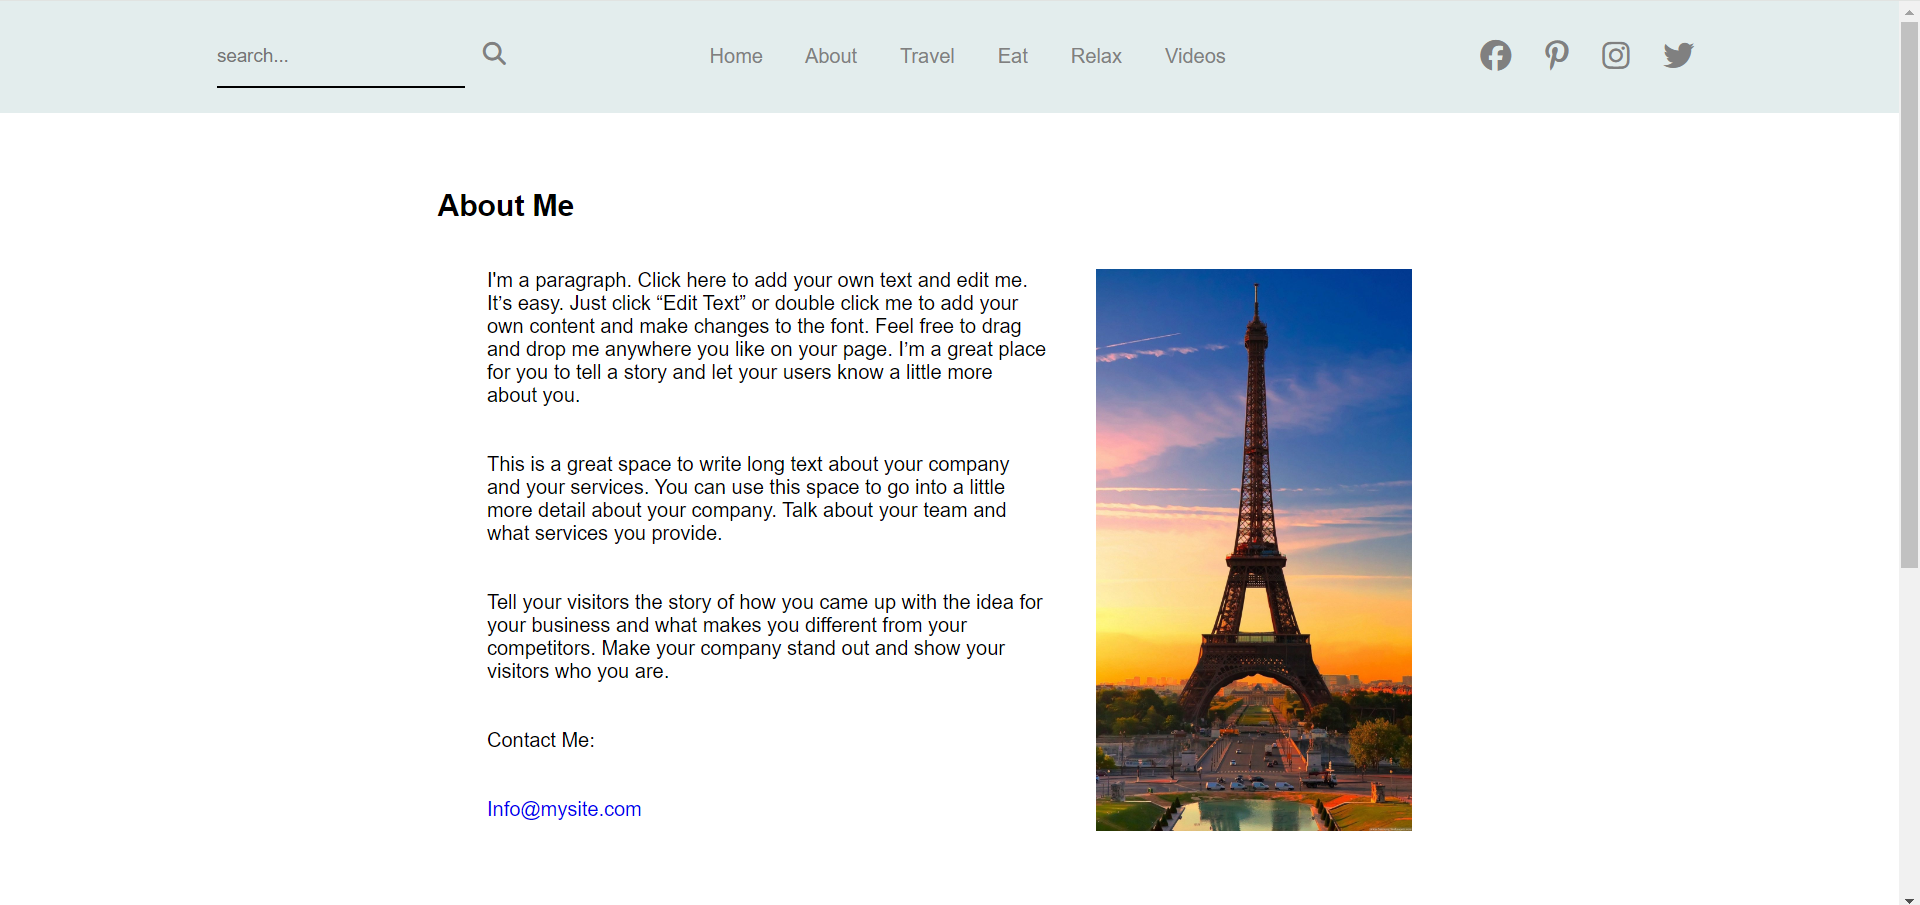 search...
Home About Travel Eat Relax Videos
About Me
I'm a paragraph. Click here to add your own text and edit me.
It’s easy. Just click “Edit Text” or double click me to add your
own content and make changes to the font. Feel free to drag
and drop me anywhere you like on your page. I’m a great place
for you to tell a story and let your users know a little more
about you.
This is a great space to write long text about your company
and your services. You can use this space to go into a little
more detail about your company. Talk about your team and
what services you provide.
Tell your visitors the story of how you came up with the idea for
your business and what makes you different from your
competitors. Make your company stand out and show your
visitors who you are.
Contact Me:
Info@mysite.com